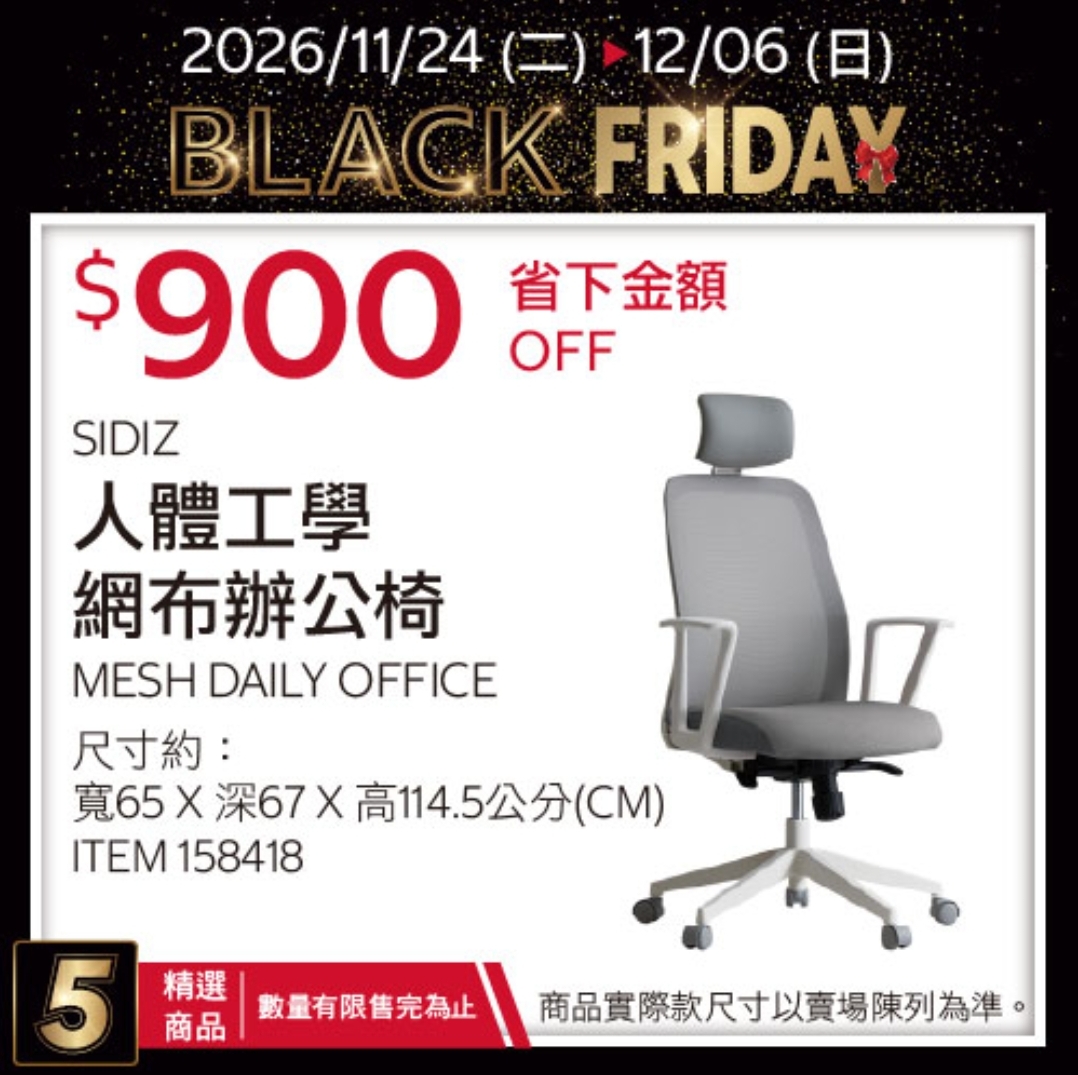 2026/11/24 (二) ▶ 12/06 (日)
BLACK FRIDAY
$900 省下金額
OFF
SIDIZ
人體工學
網布辦公椅
MESH DAILY OFFICE
尺寸約：
寬65 X 深67 X 高114.5公分(CM)
ITEM 158418
5
精選
商品
數量有限售完為止
商品實際款尺寸以賣場陳列為準。